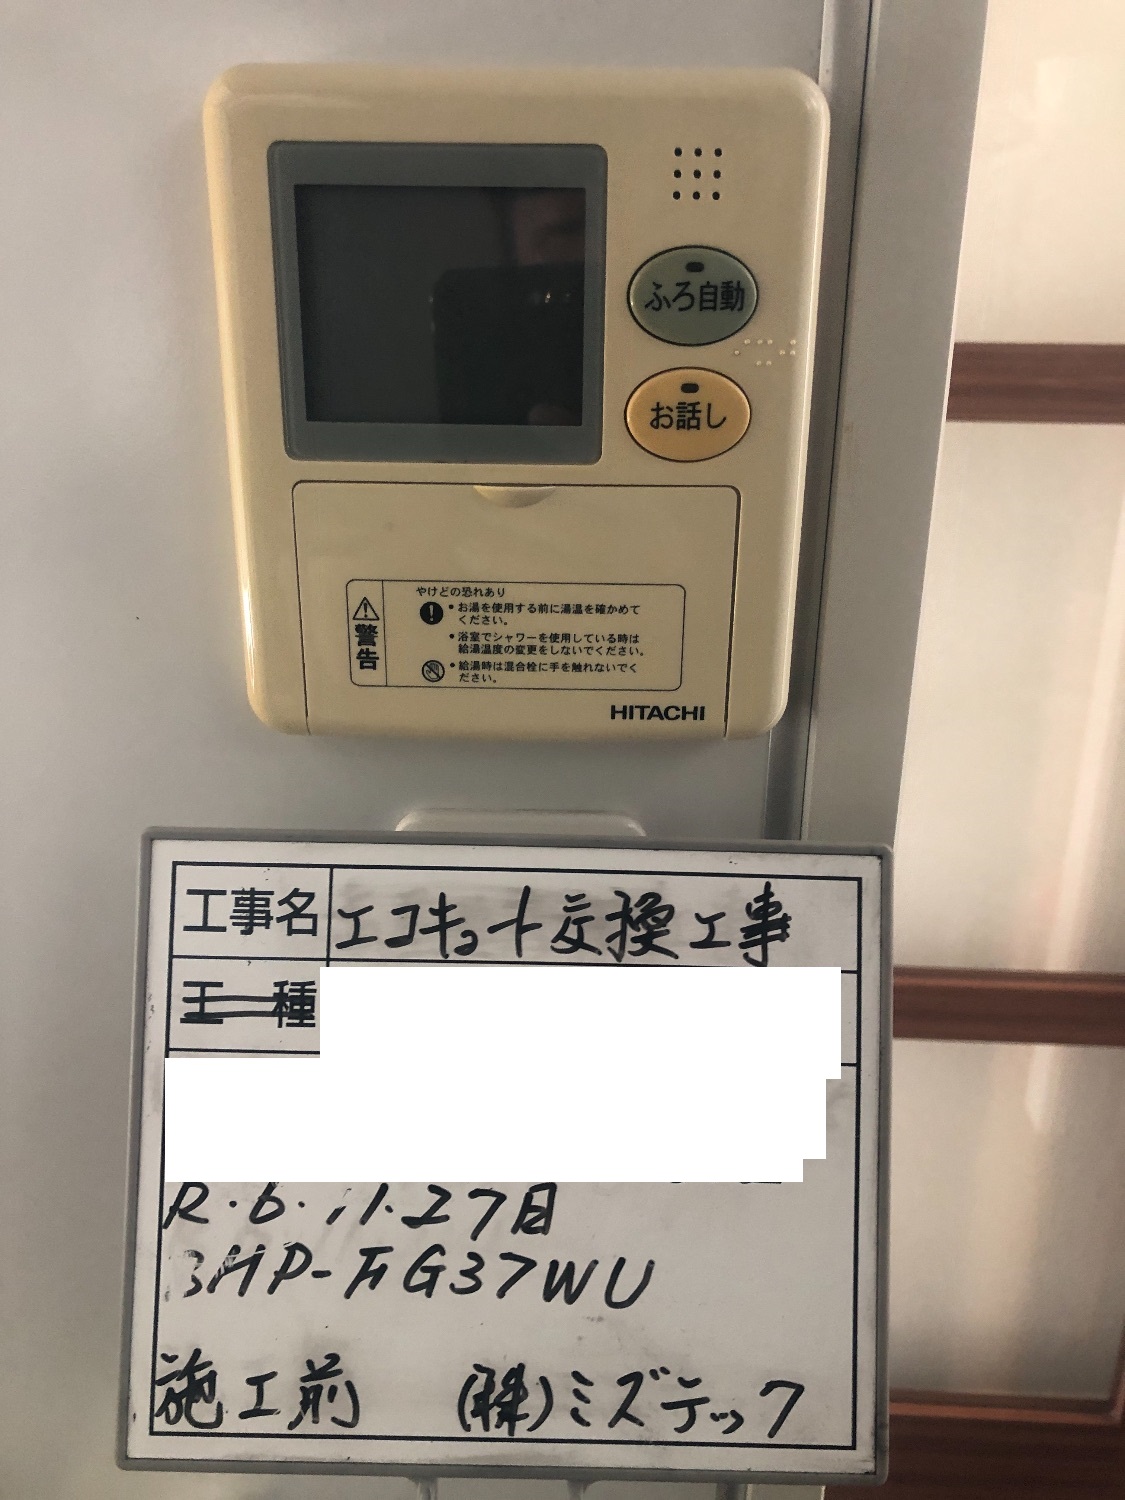 ふろ自動
お話し
警告
やけどの恐れあり
•お湯を使用する前に湯温を確かめて
ください。
•浴室でシャワーを使用している時は
給湯温度の変更をしないでください。
•給湯時は混合栓に手を触れないでく
ださい。
HITACHI
工事名 エコキュート交換工事
工種
R.6.11.27日
BHP-FG37WU
施工前 (株)ミズテック